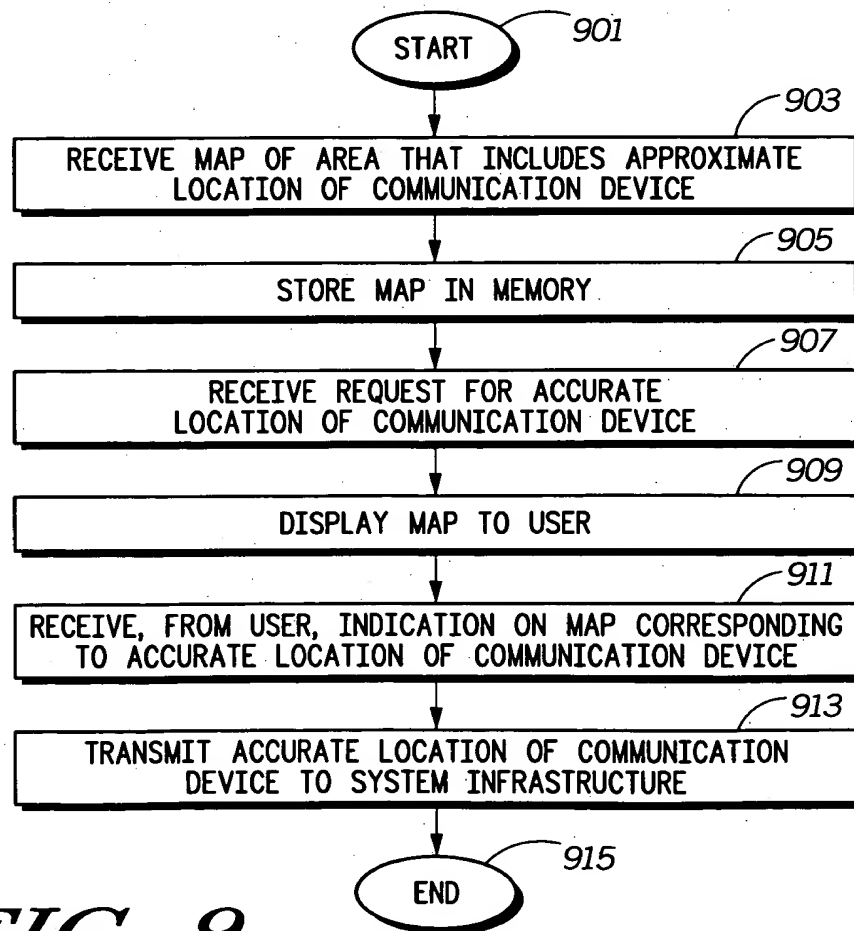 START
901
903
RECEIVE MAP OF AREA THAT INCLUDES APPROXIMATE
LOCATION OF COMMUNICATION DEVICE
905
STORE MAP IN MEMORY
907
RECEIVE REQUEST FOR ACCURATE
LOCATION OF COMMUNICATION DEVICE
909
DISPLAY MAP TO USER
911
RECEIVE, FROM USER, INDICATION ON MAP CORRESPONDING
TO ACCURATE LOCATION OF COMMUNICATION DEVICE
913
TRANSMIT ACCURATE LOCATION OF COMMUNICATION
DEVICE TO SYSTEM INFRASTRUCTURE
915
END